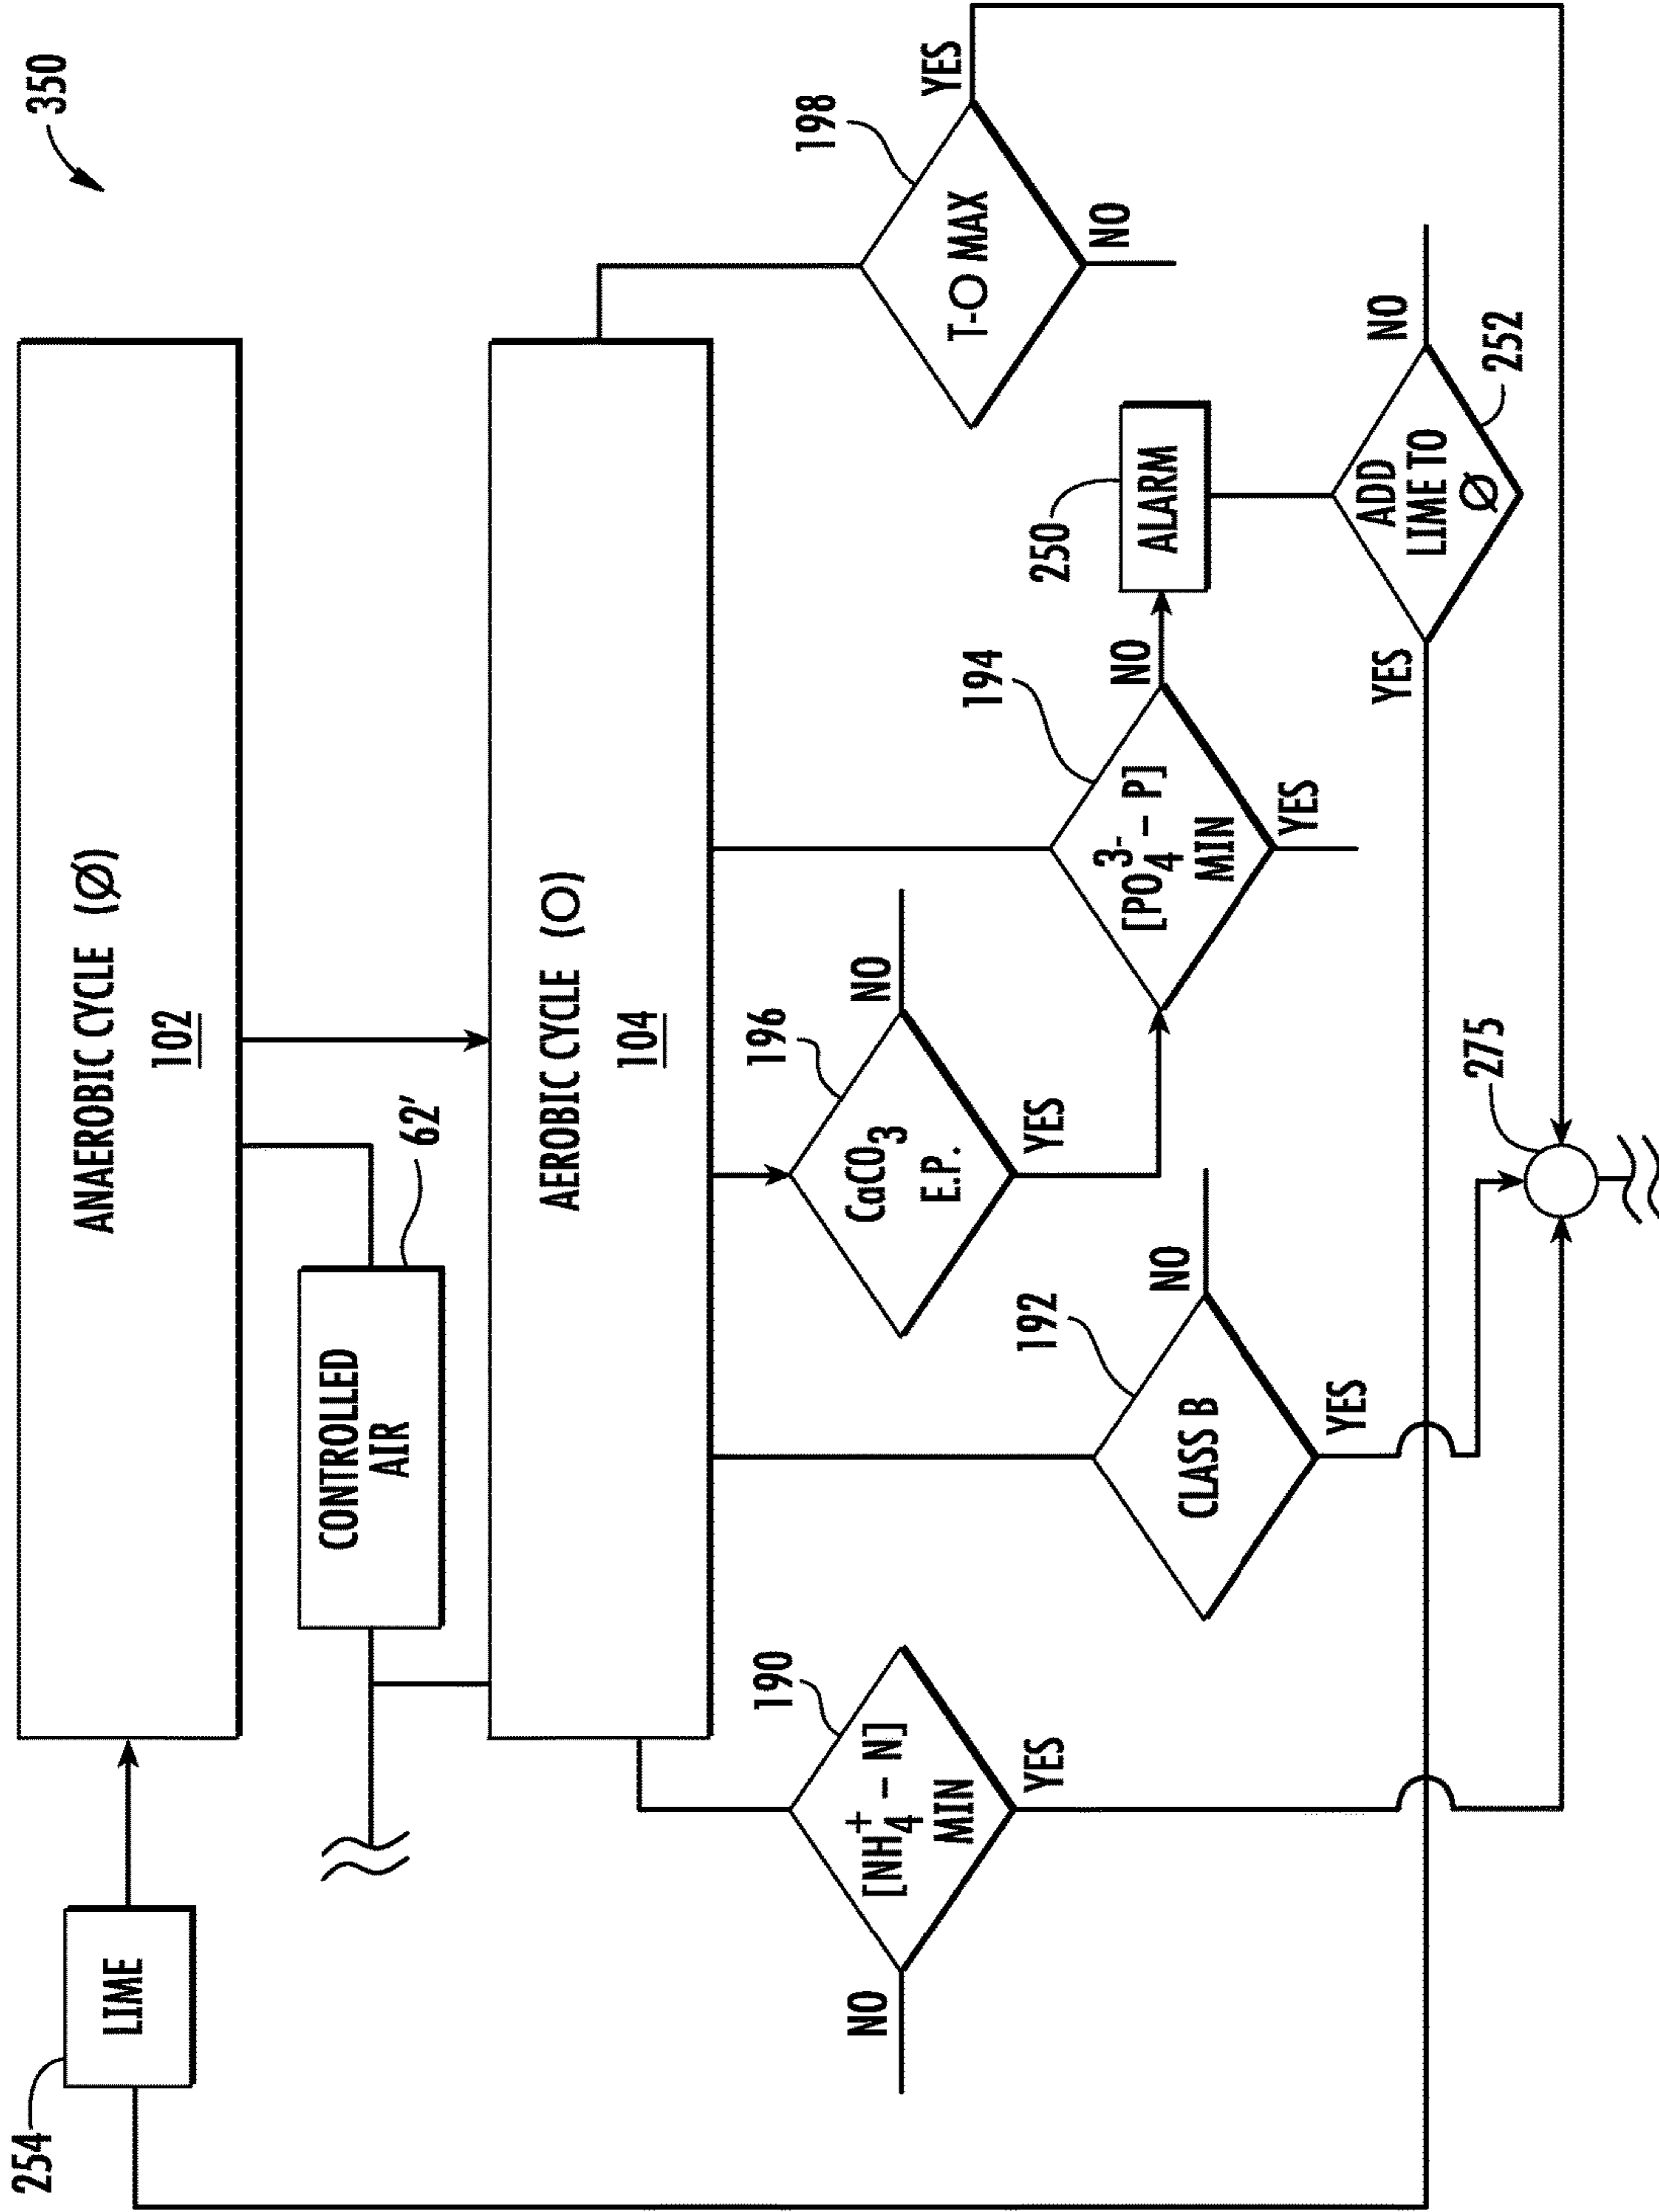 350
254
LIME
ANAEROBIC CYCLE (Ø)
102
CONTROLLED
AIR
62'
AEROBIC CYCLE (O)
104
190
[NH4+ – N]
MIN
NO
YES
192
CLASS B
NO
YES
196
CaCO3
E.P.
NO
YES
194
[PO43- – P]
MIN
NO
YES
198
T-O MAX
YES
NO
250
ALARM
ADD
LIME TO
Ø
252
YES
NO
275